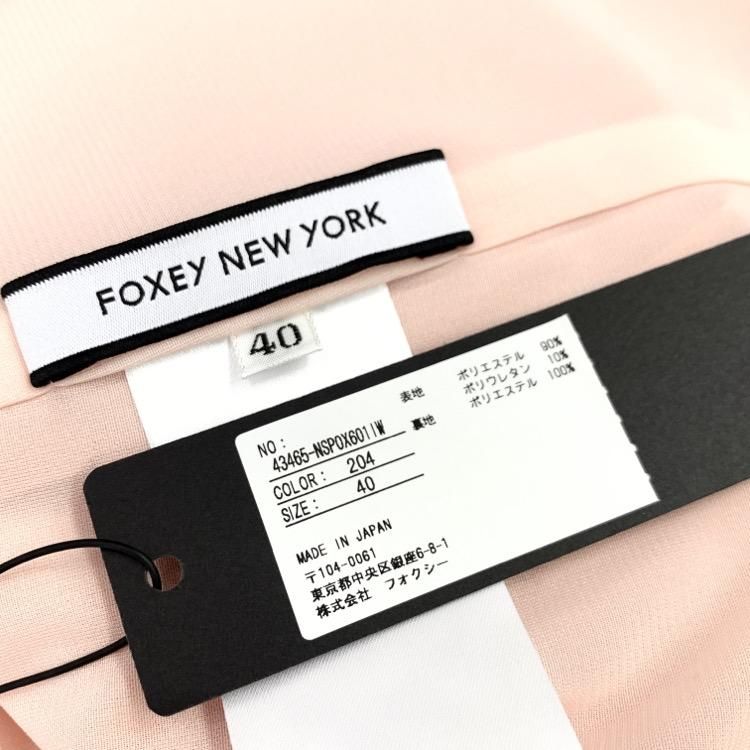 FOXEY NEW YORK
40
表地 ポリエステル 90%
ポリウレタン 10%
裏地 ポリエステル 100%
NO:
43465-NSPOX601IW
COLOR: 204
SIZE: 40
MADE IN JAPAN
〒104-0061
東京都中央区銀座6-8-1
株式会社 フォクシー